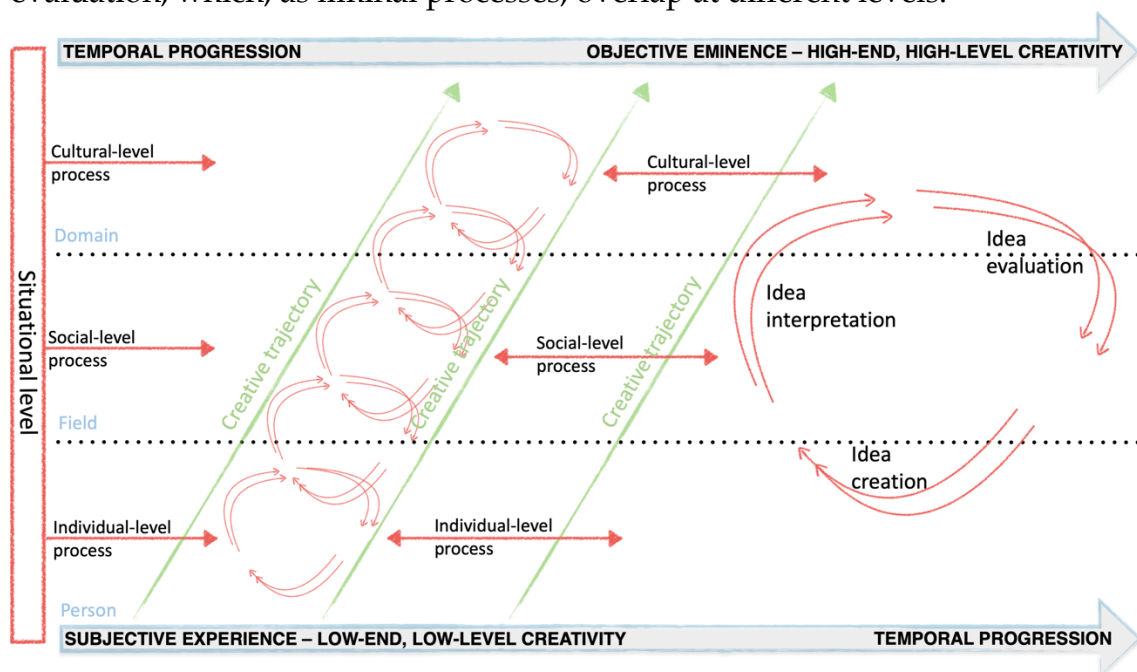 evaluation, which, as liminal processes, overlap at different levels.
TEMPORAL PROGRESSION
OBJECTIVE EMINENCE – HIGH-END, HIGH-LEVEL CREATIVITY
Cultural-level
process
Cultural-level
process
Domain
Idea
evaluation
Idea
interpretation
Situational level
Creative trajectory
Creative trajectory
Creative trajectory
Social-level
process
Social-level
process
Field
Idea
creation
Individual-level
process
Individual-level
process
Person
SUBJECTIVE EXPERIENCE – LOW-END, LOW-LEVEL CREATIVITY
TEMPORAL PROGRESSION